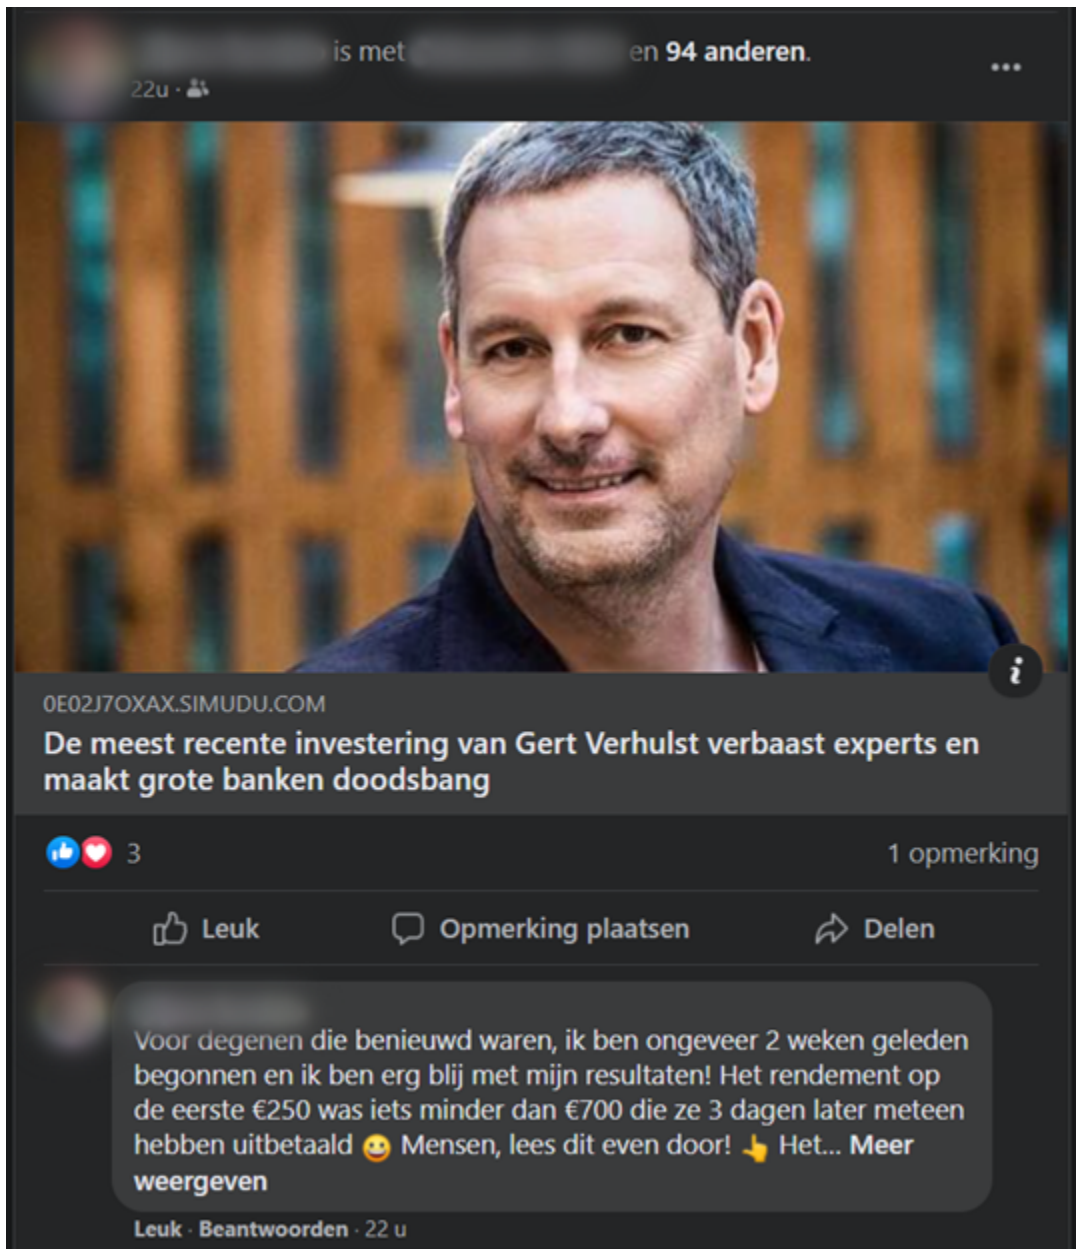 is met en 94 anderen.
22u ·
0E02J7OXAX.SIMUDU.COM
De meest recente investering van Gert Verhulst verbaast experts en
maakt grote banken doodsbang
3 1 opmerking
Leuk Opmerking plaatsen Delen
Voor degenen die benieuwd waren, ik ben ongeveer 2 weken geleden
begonnen en ik ben erg blij met mijn resultaten! Het rendement op
de eerste €250 was iets minder dan €700 die ze 3 dagen later meteen
hebben uitbetaald 😀 Mensen, lees dit even door! 👆 Het... Meer
weergeven
Leuk · Beantwoorden · 22 u